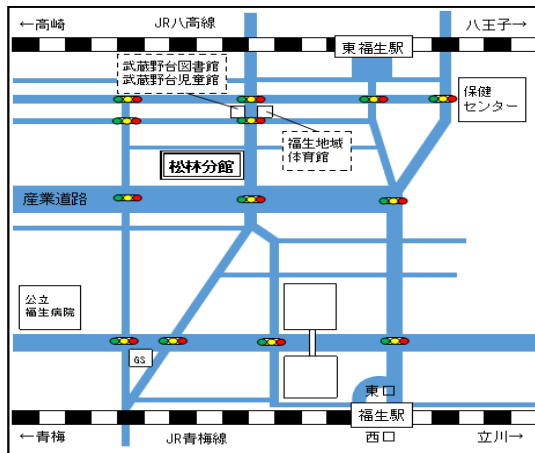 ←高崎
JR八高線
八王子→
東福生駅
武蔵野台図書館
武蔵野台児童館
保健
センター
福生地域
体育館
松林分館
産業道路
公立
福生病院
GS
東口
福生駅
←青梅
JR青梅線
西口
立川→